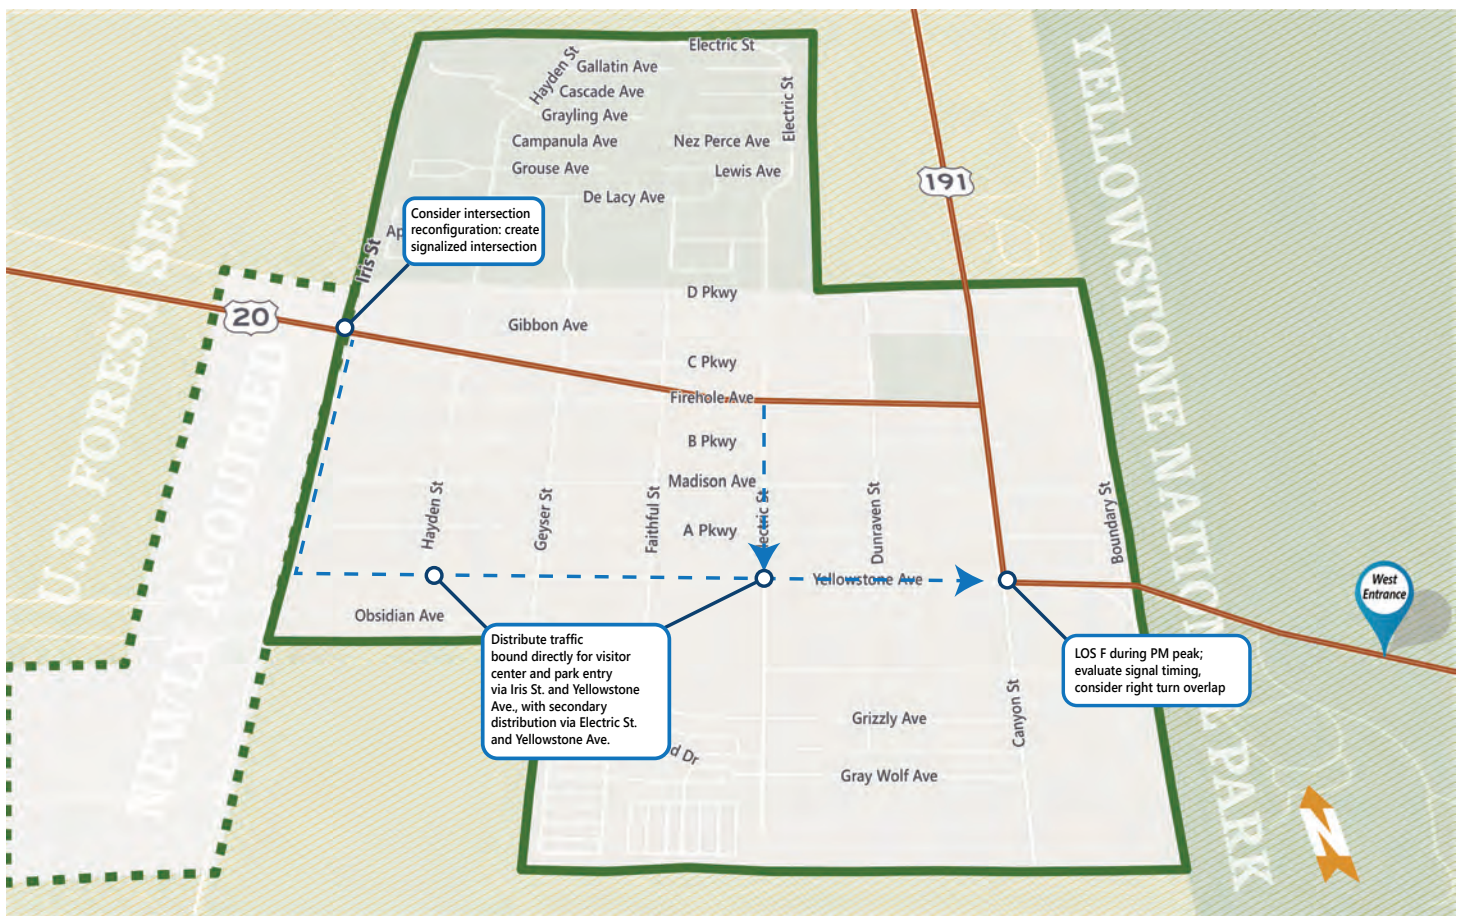 U.S. FOREST SERVICE
NEWLY ACQUIRED
YELLOWSTONE NATIONAL PARK
Electric St
Hayden St
Gallatin Ave
Cascade Ave
Electric St
Grayling Ave
Campanula Ave
Nez Perce Ave
Grouse Ave
Lewis Ave
De Lacy Ave
191
Consider intersection
reconfiguration: create
signalized intersection
Ap
Iris St
D Pkwy
20
Gibbon Ave
C Pkwy
Firehole Ave
B Pkwy
Madison Ave
Hayden St
Geyser St
Faithful St
A Pkwy
ectric St
Dunraven St
Boundary St
Yellowstone Ave
West
Entrance
Obsidian Ave
Distribute traffic
bound directly for visitor
center and park entry
via Iris St. and Yellowstone
Ave., with secondary
distribution via Electric St.
and Yellowstone Ave.
LOS F during PM peak;
evaluate signal timing,
consider right turn overlap
Canyon St
Grizzly Ave
d Dr
Gray Wolf Ave
N